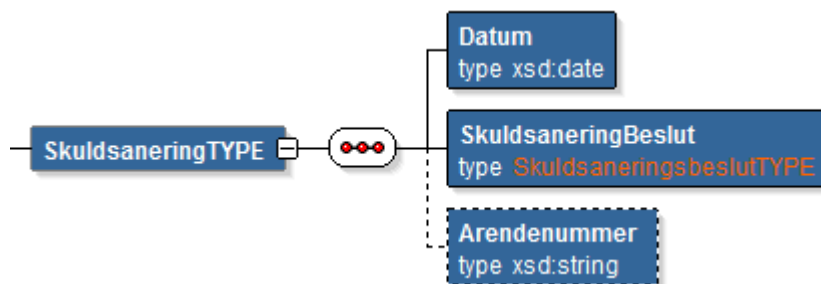 Datum
type xsd:date
SkuldsaneringTYPE
SkuldsaneringBeslut
type SkuldsaneringsbeslutTYPE
Arendenummer
type xsd:string